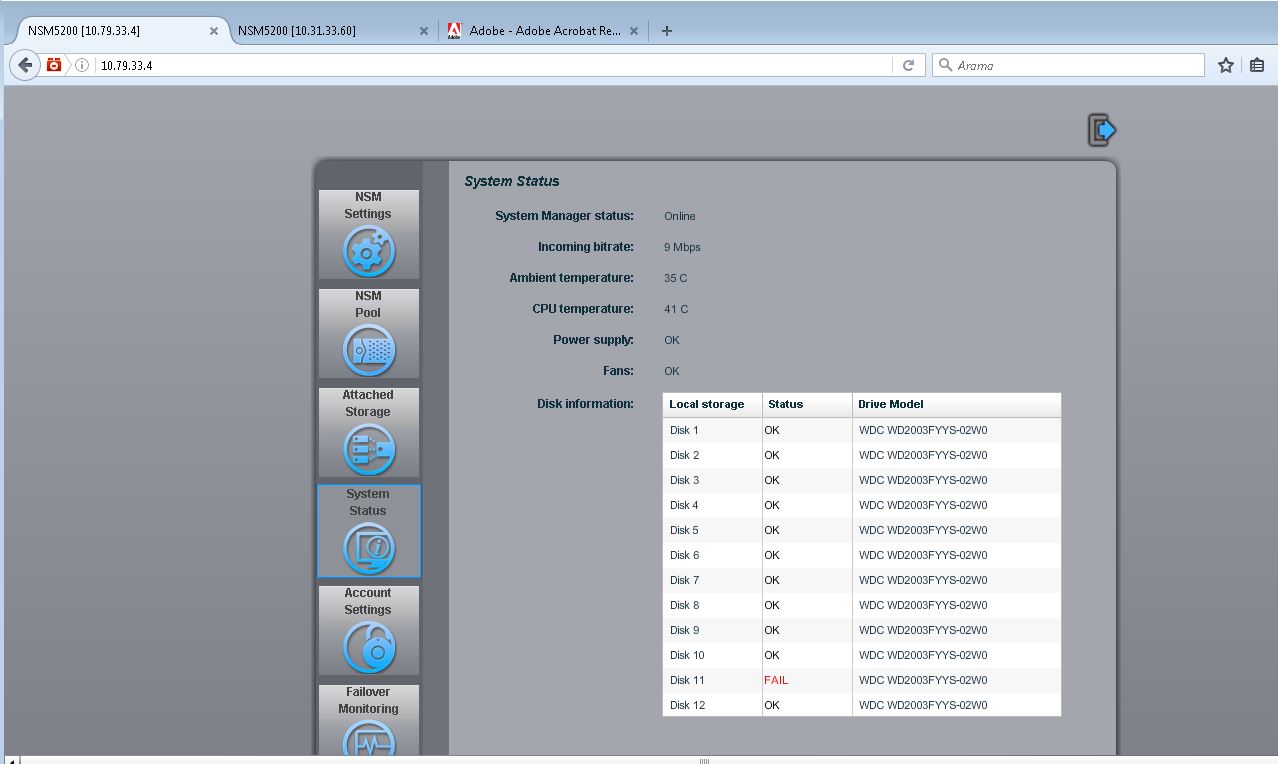 NSM5200 [10.79.33.4]
NSM5200 [10.31.33.60]
Adobe
Adobe - Adobe Acrobat Re...
10.79.33.4
Arama
NSM
Settings
NSM
Pool
Attached
Storage
System
Status
Account
Settings
Failover
Monitoring
System Status
System Manager status: Online
Incoming bitrate: 9 Mbps
Ambient temperature: 35 C
CPU temperature: 41 C
Power supply: OK
Fans: OK
Disk information:
Local storage Status Drive Model
Disk 1 OK WDC WD2003FYYS-02W0
Disk 2 OK WDC WD2003FYYS-02W0
Disk 3 OK WDC WD2003FYYS-02W0
Disk 4 OK WDC WD2003FYYS-02W0
Disk 5 OK WDC WD2003FYYS-02W0
Disk 6 OK WDC WD2003FYYS-02W0
Disk 7 OK WDC WD2003FYYS-02W0
Disk 8 OK WDC WD2003FYYS-02W0
Disk 9 OK WDC WD2003FYYS-02W0
Disk 10 OK WDC WD2003FYYS-02W0
Disk 11 FAIL WDC WD2003FYYS-02W0
Disk 12 OK WDC WD2003FYYS-02W0